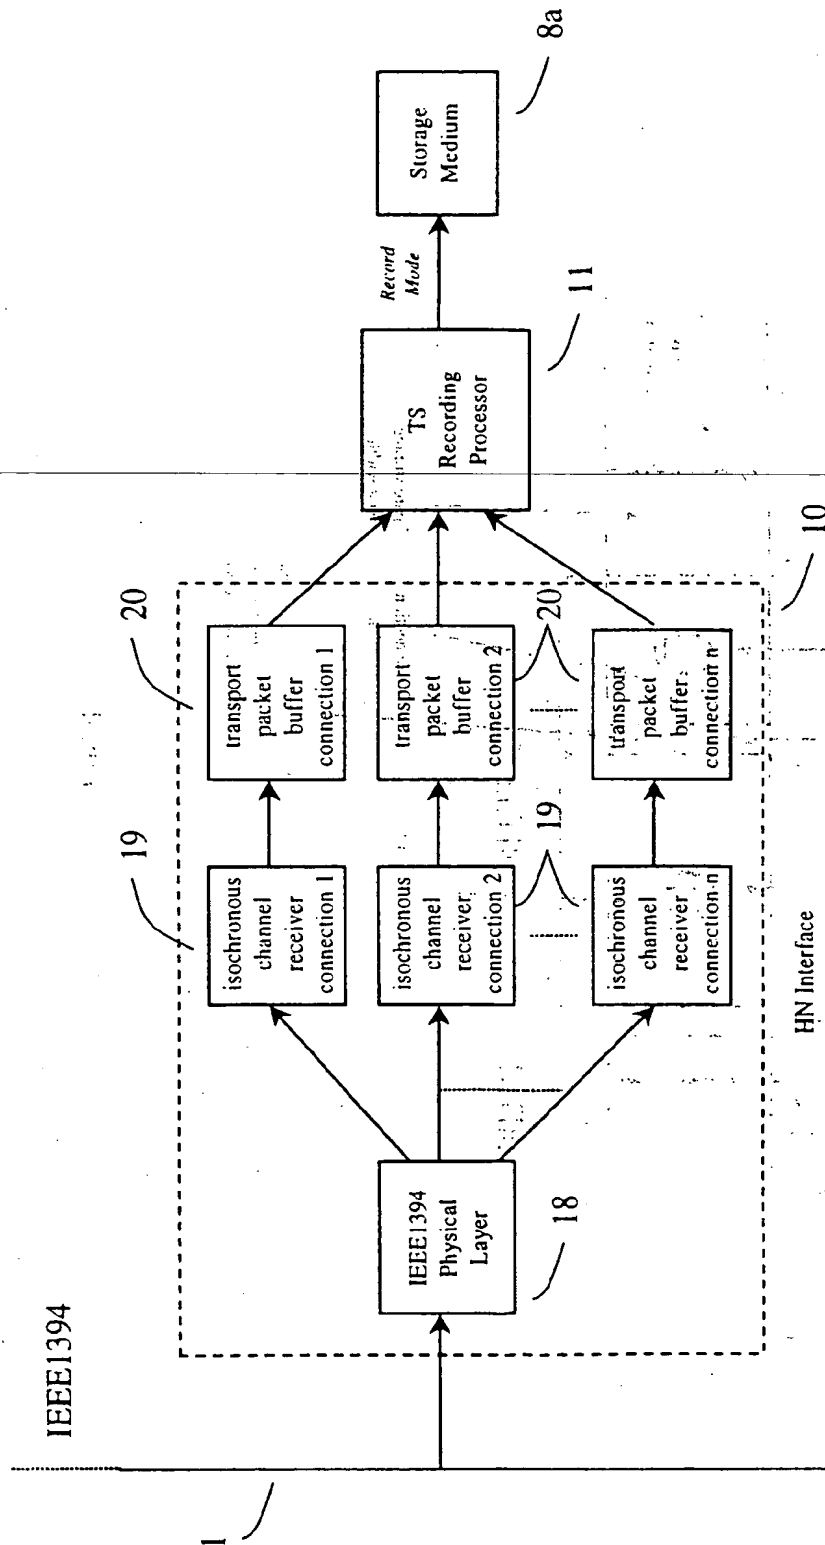 IEEE1394
1
IEEE1394
Physical
Layer
18
19
isochronous
channel
receiver
connection 1
isochronous
channel
receiver
connection 2
19
isochronous
channel
receiver
connection n
20
transport
packet
buffer
connection 1
transport
packet
buffer
connection 2
20
transport
packet
buffer
connection n
HN Interface
10
TS
Recording
Processor
11
Record
Mode
Storage
Medium
8a